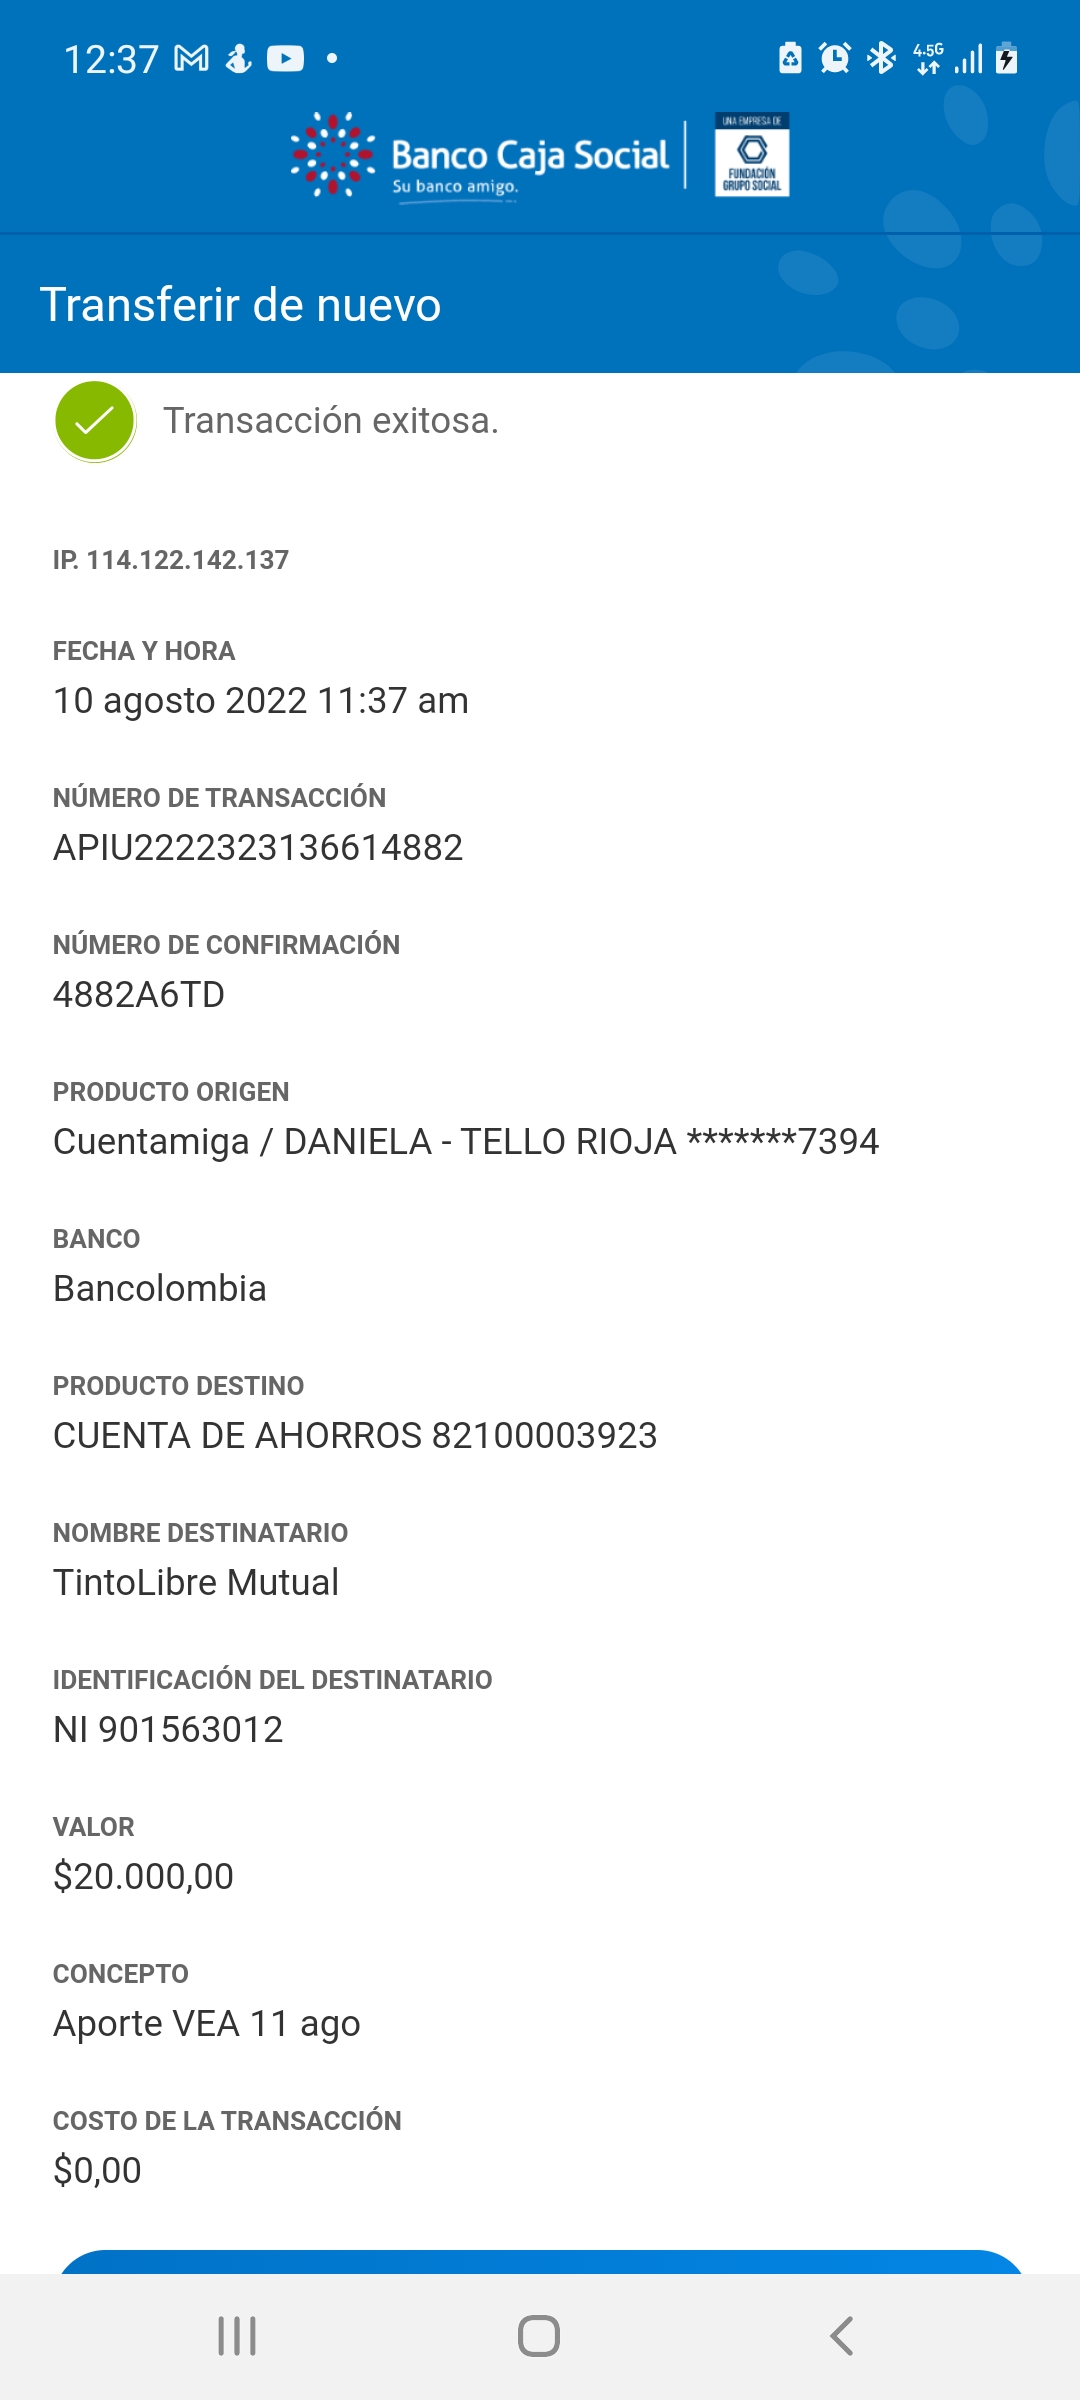 12:37
4.5G
Banco Caja Social
Su banco amigo.
UNA EMPRESA DE
FUNDACIÓN
GRUPO SOCIAL
Transferir de nuevo
Transacción exitosa.
IP. 114.122.142.137
FECHA Y HORA
10 agosto 2022 11:37 am
NÚMERO DE TRANSACCIÓN
APIU2222323136614882
NÚMERO DE CONFIRMACIÓN
4882A6TD
PRODUCTO ORIGEN
Cuentamiga / DANIELA - TELLO RIOJA *******7394
BANCO
Bancolombia
PRODUCTO DESTINO
CUENTA DE AHORROS 82100003923
NOMBRE DESTINATARIO
TintoLibre Mutual
IDENTIFICACIÓN DEL DESTINATARIO
NI 901563012
VALOR
$20.000,00
CONCEPTO
Aporte VEA 11 ago
COSTO DE LA TRANSACCIÓN
$0,00